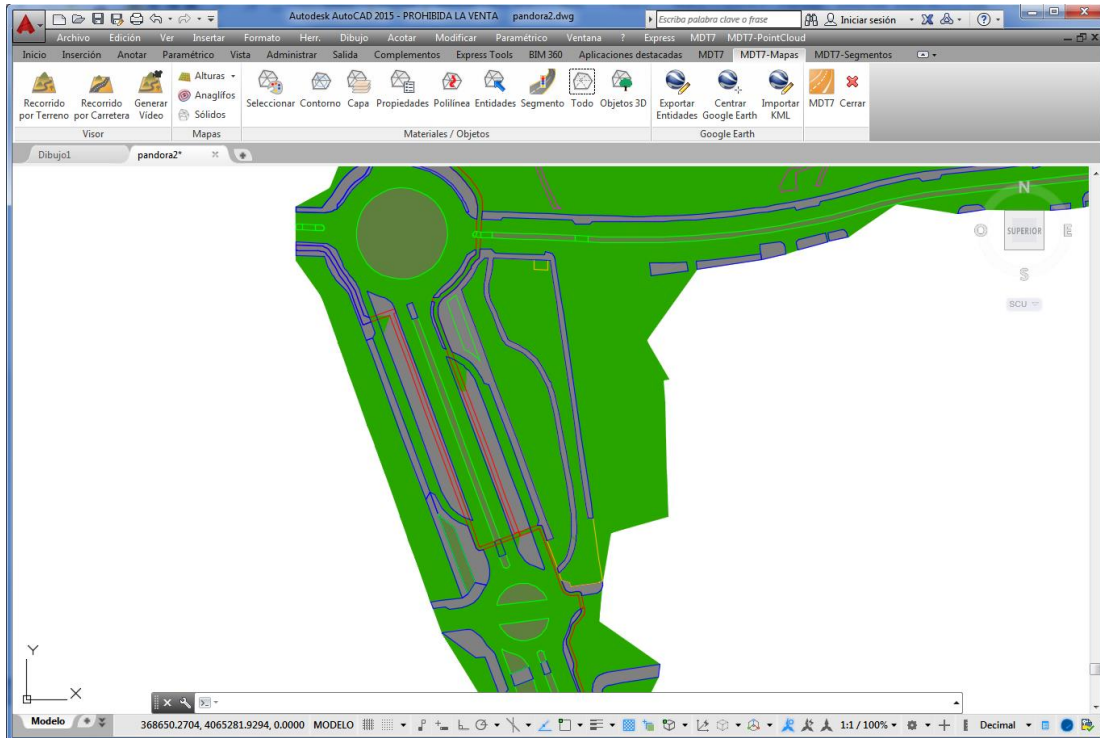 Autodesk AutoCAD 2015 - PROHIBIDA LA VENTA pandora2.dwg
Escriba palabra clave o frase
Iniciar sesión
Archivo Edición Ver Insertar Formato Herr. Dibujo Acotar Modificar Paramétrico Ventana ? Express MDT7 MDT7-PointCloud
Inicio Inserción Anotar Paramétrico Vista Administrar Salida Complementos Express Tools BIM 360 Aplicaciones destacadas MDT7 MDT7-Mapas MDT7-Segmentos
Alturas
Anaglifos
Sólidos
Recorrido por Terreno
Recorrido por Carretera
Generar Vídeo
Seleccionar Contorno Capa Propiedades Polilínea Entidades Segmento Todo Objetos 3D
Exportar Entidades
Centrar Google Earth
Importar KML
MDT7 Cerrar
Visor Mapas Materiales / Objetos Google Earth
Dibujo1 pandora2*
N
O SUPERIOR E
S
SCU
Y
X
Modelo 368650.2704, 4065281.9294, 0.0000 MODELO 1:1 / 100% Decimal